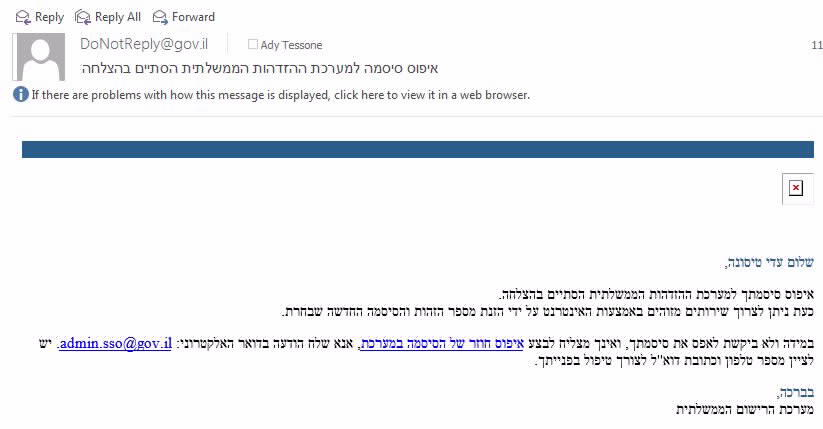 Reply Reply All Forward
DoNotReply@gov.il Ady Tessone 11
איפוס סיסמה למערכת ההזדהות הממשלתית הסתיים בהצלחה:
If there are problems with how this message is displayed, click here to view it in a web browser.
שלום עדי טיסונה,
איפוס סיסמתך למערכת ההזדהות הממשלתית הסתיים בהצלחה.
כעת ניתן לצרוך שירותים מזוהים באמצעות האינטרנט על ידי הזנת מספר הזהות והסיסמה החדשה שבחרת.
במידה ולא ביקשת לאפס את סיסמתך, ואינך מצליח לבצע איפוס חוזר של הסיסמה במערכת, אנא שלח הודעה בדואר האלקטרוני: admin.sso@gov.il. יש
לציין מספר טלפון וכתובת דוא"ל לצורך טיפול בפנייתך.
בברכה,
מערכת הרישום הממשלתית